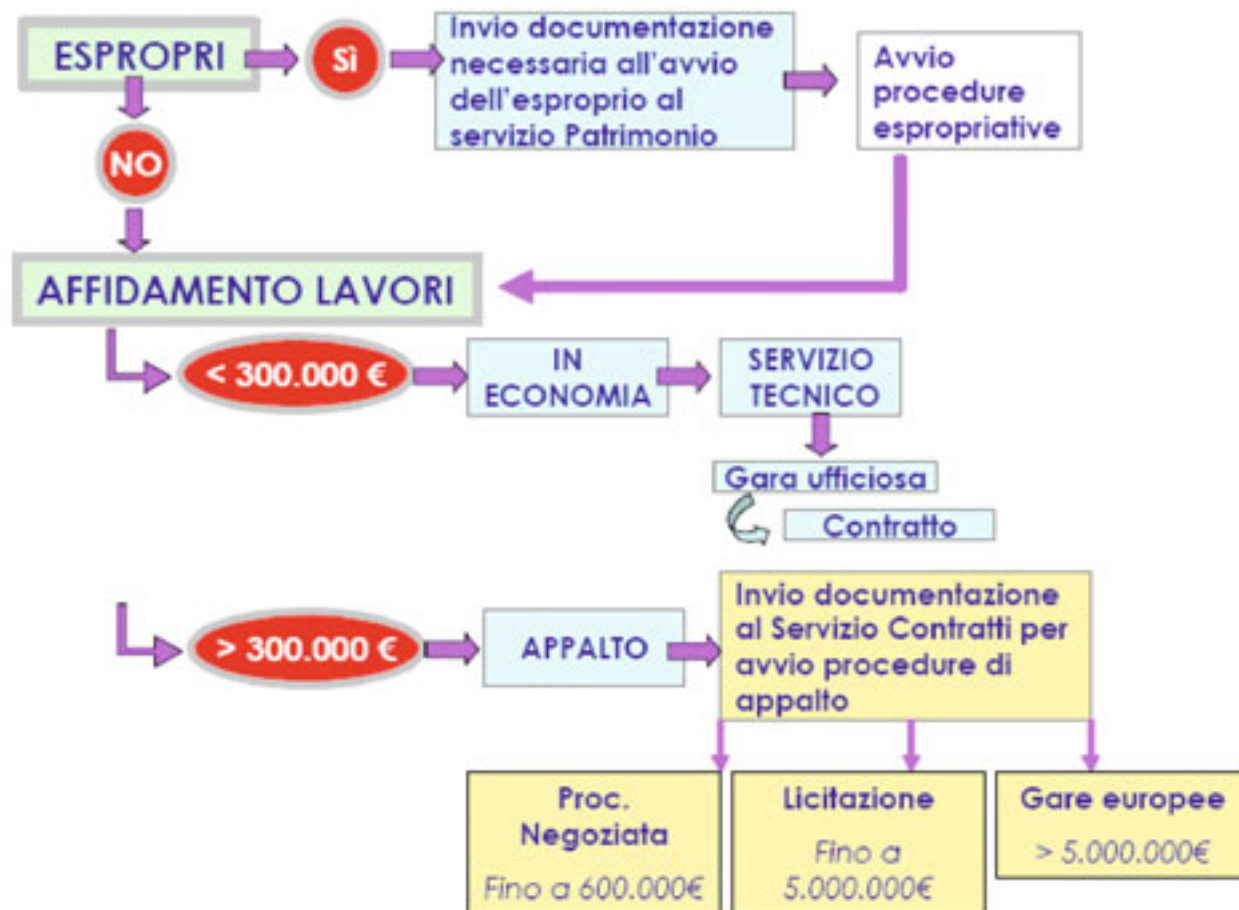 ESPROPRI
Sì
Invio documentazione
necessaria all'avvio
dell'esproprio al
servizio Patrimonio
Avvio
procedure
espropriative
NO
AFFIDAMENTO LAVORI
< 300.000 €
IN
ECONOMIA
SERVIZIO
TECNICO
Gara ufficiosa
Contratto
> 300.000 €
APPALTO
Invio documentazione
al Servizio Contratti per
avvio procedure di
appalto
Proc.
Negoziata
Fino a 600.000€
Licitazione
Fino a
5.000.000€
Gare europee
> 5.000.000€